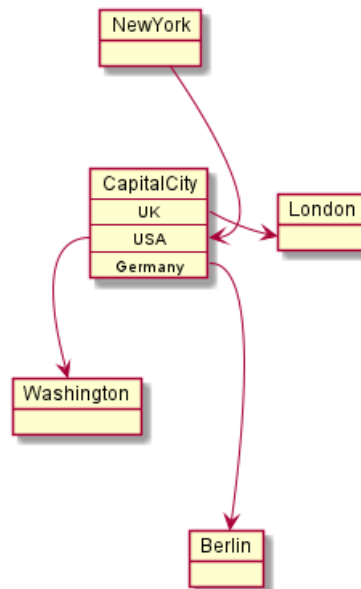 NewYork
CapitalCity
UK
USA
Germany
London
Washington
Berlin